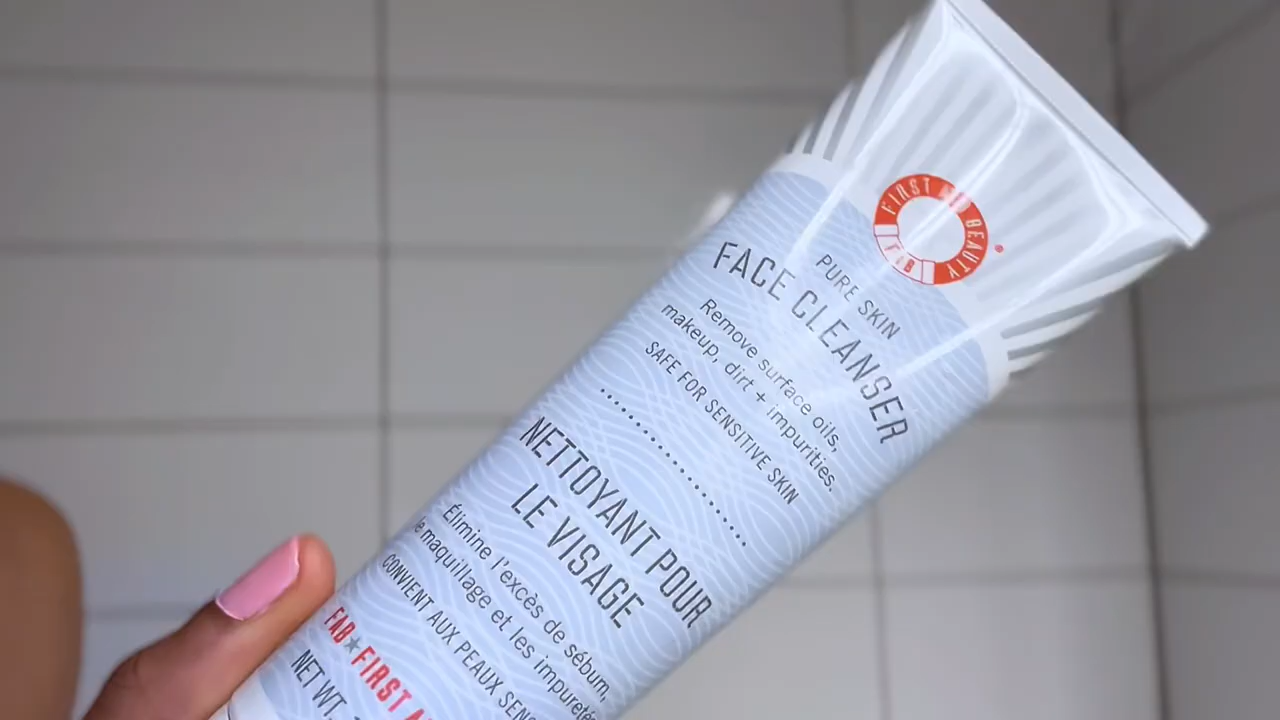 FIRST AID BEAUTY
FAB
PURE SKIN
FACE CLEANSER
Remove surface oils,
makeup, dirt + impurities.
SAFE FOR SENSITIVE SKIN
NETTOYANT POUR
LE VISAGE
Élimine l'excès de sébum,
le maquillage et les impuretés
CONVIENT AUX PEAUX
FAB FIRST
NET WT.